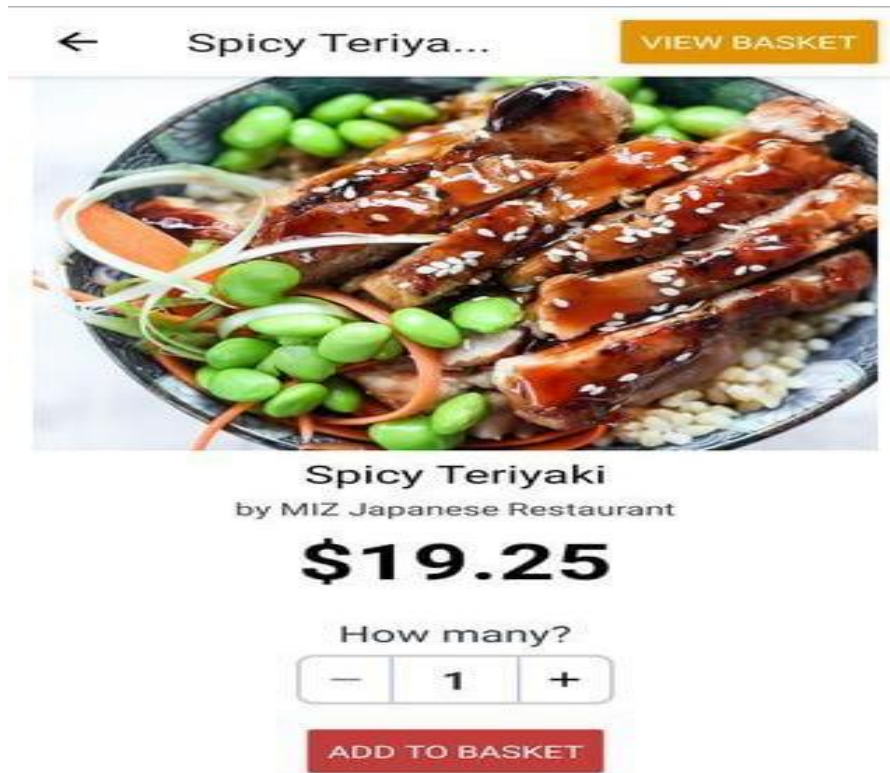 ← Spicy Teriya... VIEW BASKET
Spicy Teriyaki
by MIZ Japanese Restaurant
$19.25
How many?
− 1 +
ADD TO BASKET